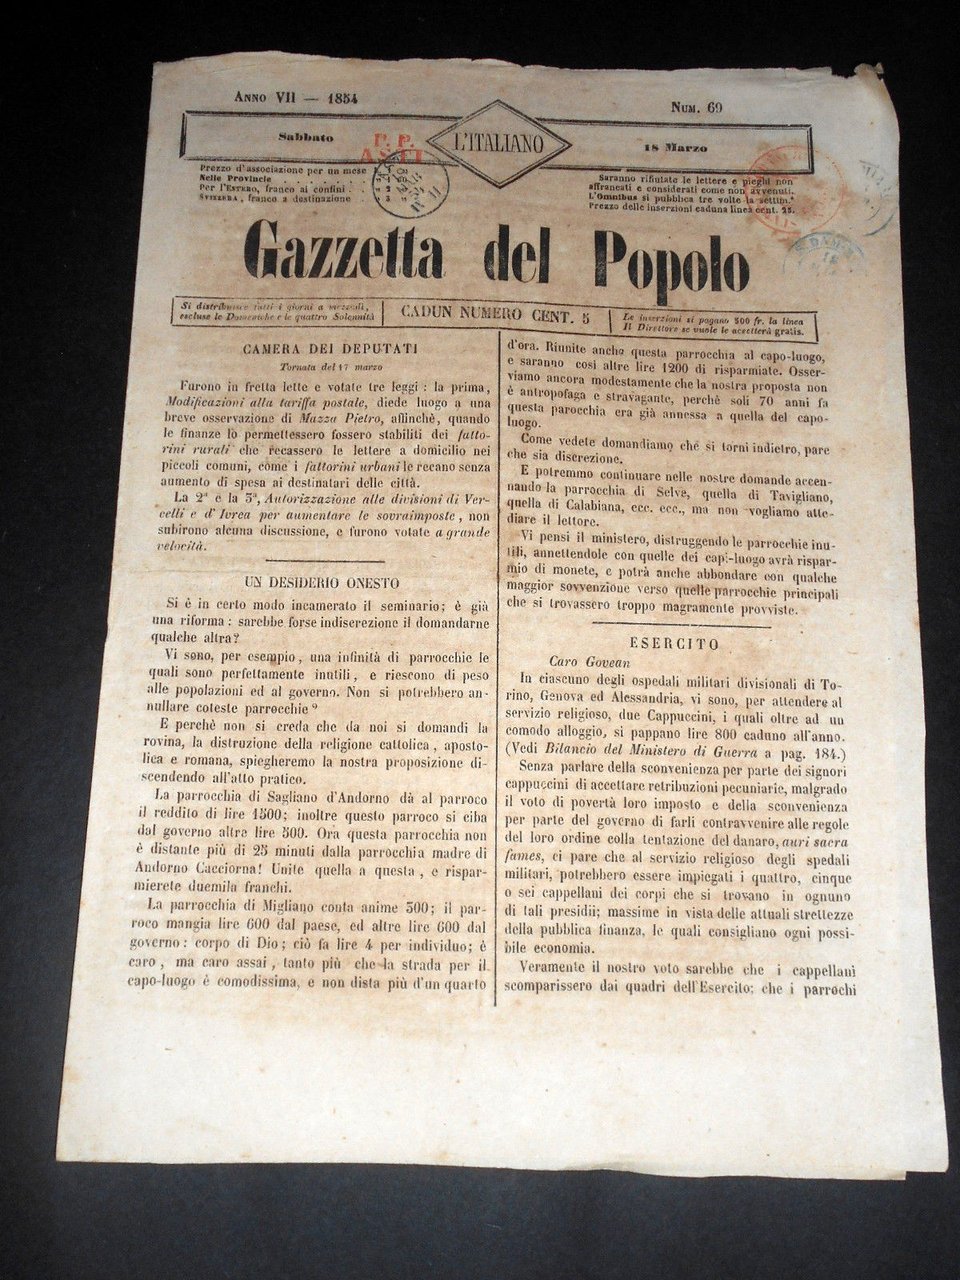 ANNO VII — 1854
NUM. 69
Sabbato
L'ITALIANO
18 Marzo
P. P.
Prezzo d'associazione per un mese
Nelle Provincie
Per l'ESTERO, franco ai confini
SVIZZERA, franco a destinazione
Saranno rifiutate le lettere e pieghi non
affrancati e considerati come non avvenuti.
L'Omnibus si pubblica tre volte la settim.ª
Prezzo delle inserzioni caduna linea cent. 25.
Gazzetta del Popolo
Si distribuisce tutti i giorni a mezzodì,
escluse le Domeniche e le quattro Solennità
CADUN NUMERO CENT. 5
Le inserzioni si pagano 500 fr. la linea
Il Direttore se vuole le accetterà gratis.
CAMERA DEI DEPUTATI
Tornata del 17 marzo
Furono in fretta lette e votate tre leggi: la prima,
Modificazioni alla tariffa postale, diede luogo a una
breve osservazione di Mazza Pietro, affinchè, quando
le finanze lo permettessero fossero stabiliti dei fatto-
rini rurali che recassero le lettere a domicilio nei
piccoli comuni, come i fattorini urbani le recano senza
aumento di spesa ai destinatari delle città.
La 2ª e la 3ª, Autorizzazione alle divisioni di Ver-
celli e d'Ivrea per aumentare le sovraimposte, non
subirono alcuna discussione, e furono votate a grande
velocità.
UN DESIDERIO ONESTO
Si è in certo modo incamerato il seminario; è già
una riforma: sarebbe forse indiserezione il domandarne
qualche altra?
Vi sono, per esempio, una infinità di parrocchie le
quali sono perfettamente inutili, e riescono di peso
alle popolazioni ed al governo. Non si potrebbero an-
nullare coteste parrocchie?
E perchè non si creda che da noi si domandi la
rovina, la distruzione della religione cattolica, aposto-
lica e romana, spiegheremo la nostra proposizione di-
scendendo all'atto pratico.
La parrocchia di Sagliano d'Andorno dà al parroco
il reddito di lire 1500; inoltre questo parroco si ciba
dal governo altre lire 500. Ora questa parrocchia non
è distante più di 25 minuti dalla parrocchia madre di
Andorno Cacciorna! Unite quella a questa, e rispar-
mierete duemila franchi.
La parrocchia di Migliano conta anime 300; il par-
roco mangia lire 600 dal paese, ed altre lire 600 dal
governo: corpo di Dio; ciò fa lire 4 per individuo; è
caro, ma caro assai, tanto più che la strada per il
capo-luogo è comodissima, e non dista più d'un quarto
d'ora. Riunite anche questa parrocchia al capo-luogo,
e saranno così altre lire 1200 di risparmiate. Osser-
viamo ancora modestamente che la nostra proposta non
è antropofaga e stravagante, perchè soli 70 anni fa
questa parocchia era già annessa a quella del capo-
luogo.
Come vedete domandiamo che si torni indietro, pare
che sia discrezione.
E potremmo continuare nelle nostre domande accen-
nando la parrocchia di Selve, quella di Tavigliano,
quella di Calabiana, ecc. ecc., ma non vogliamo atte-
diare il lettore.
Vi pensi il ministero, distruggendo le parrocchie inu-
tili, annettendole con quelle dei capi-luogo avrà rispar-
mio di monete, e potrà anche abbondare con qualche
maggior sovvenzione verso quelle parrocchie principali
che si trovassero troppo magramente provviste.
ESERCITO
Caro Govean
In ciascuno degli ospedali militari divisionali di To-
rino, Genova ed Alessandria, vi sono, per attendere al
servizio religioso, due Cappuccini, i quali oltre ad un
comodo alloggio, si pappano lire 800 caduno all'anno.
(Vedi Bilancio del Ministero di Guerra a pag. 184.)
Senza parlare della sconvenienza per parte dei signori
cappuccini di accettare retribuzioni pecuniarie, malgrado
il voto di povertà loro imposto e della sconvenienza
per parte del governo di farli contravvenire alle regole
del loro ordine colla tentazione del danaro, auri sacra
fames, ci pare che al servizio religioso degli spedali
militari, potrebbero essere impiegati i quattro, cinque
o sei cappellani dei corpi che si trovano in ognuno
di tali presidii; massime in vista delle attuali strettezze
della pubblica finanza, le quali consigliano ogni possi-
bile economia.
Veramente il nostro voto sarebbe che i cappellani
scomparissero dai quadri dell'Esercito; che i parrochi